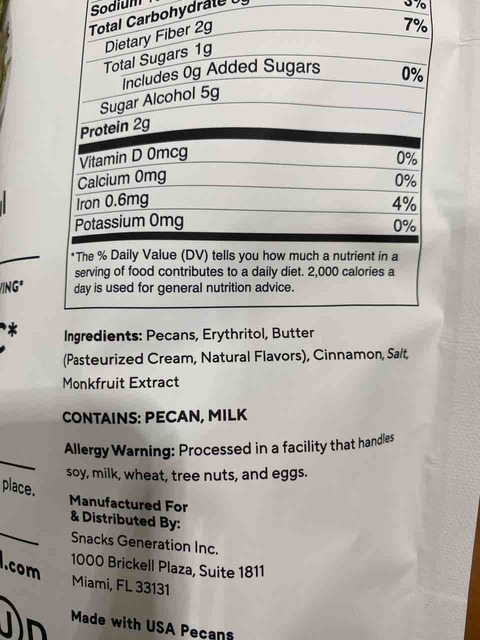 Sodium
3%
Total Carbohydrate
Dietary Fiber 2g
7%
Total Sugars 1g
Includes 0g Added Sugars
0%
Sugar Alcohol 5g
Protein 2g
Vitamin D 0mcg 0%
Calcium 0mg 0%
Iron 0.6mg 4%
Potassium 0mg 0%
*The % Daily Value (DV) tells you how much a nutrient in a
serving of food contributes to a daily diet. 2,000 calories a
day is used for general nutrition advice.
Ingredients: Pecans, Erythritol, Butter
(Pasteurized Cream, Natural Flavors), Cinnamon, Salt,
Monkfruit Extract
CONTAINS: PECAN, MILK
Allergy Warning: Processed in a facility that handles
soy, milk, wheat, tree nuts, and eggs.
Manufactured For
& Distributed By:
Snacks Generation Inc.
1000 Brickell Plaza, Suite 1811
Miami, FL 33131
Made with USA Pecans
place.
.com